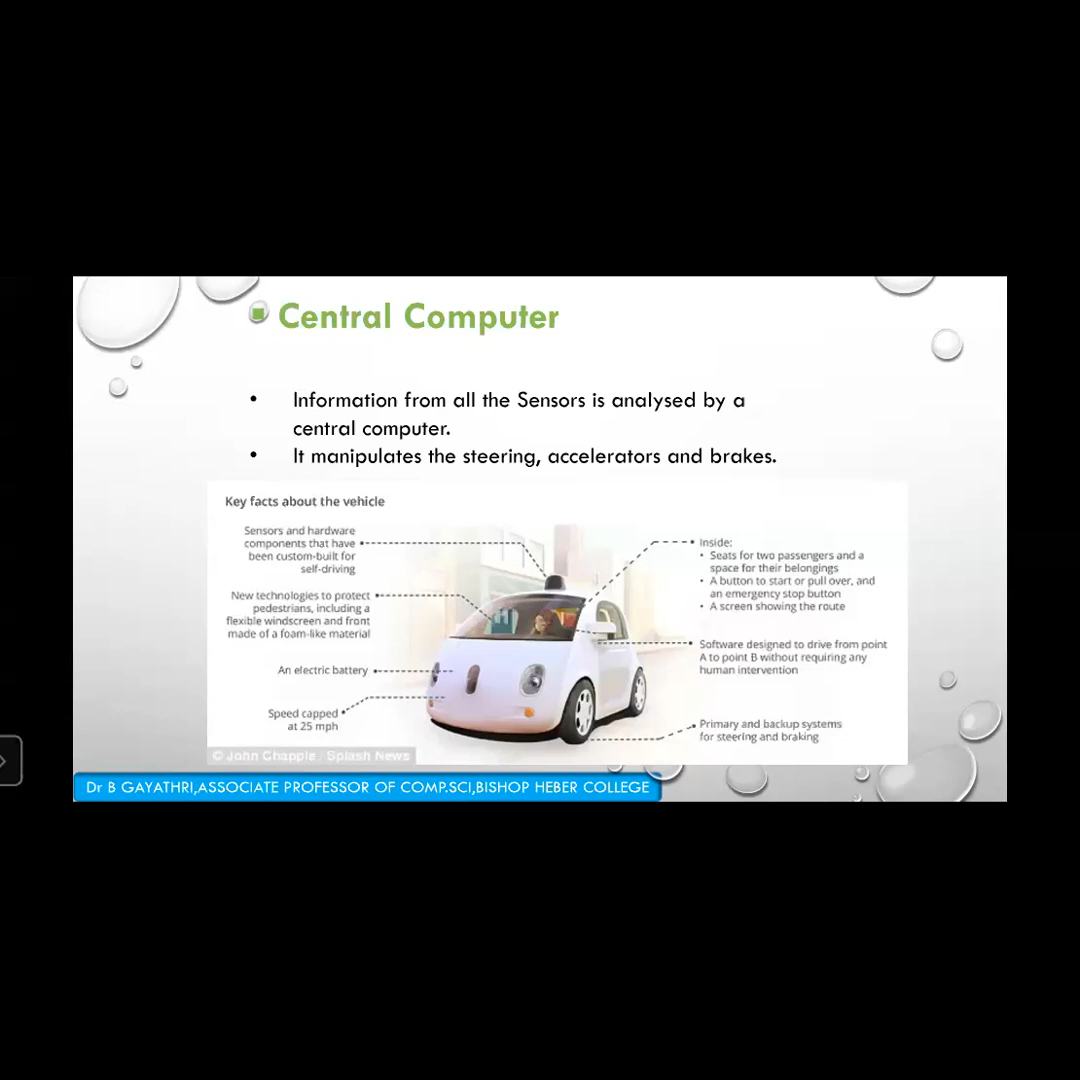 Central Computer
• Information from all the Sensors is analysed by a
central computer.
• It manipulates the steering, accelerators and brakes.
Key facts about the vehicle
Sensors and hardware
components that have
been custom-built for
self-driving
New technologies to protect
pedestrians, including a
flexible windscreen and front
made of a foam-like material
An electric battery
Speed capped
at 25 mph
Inside:
• Seats for two passengers and a
space for their belongings
• A button to start or pull over, and
an emergency stop button
• A screen showing the route
Software designed to drive from point
A to point B without requiring any
human intervention
Primary and backup systems
for steering and braking
© John Chapple / Splash News
Dr B GAYATHRI,ASSOCIATE PROFESSOR OF COMP.SCI,BISHOP HEBER COLLEGE